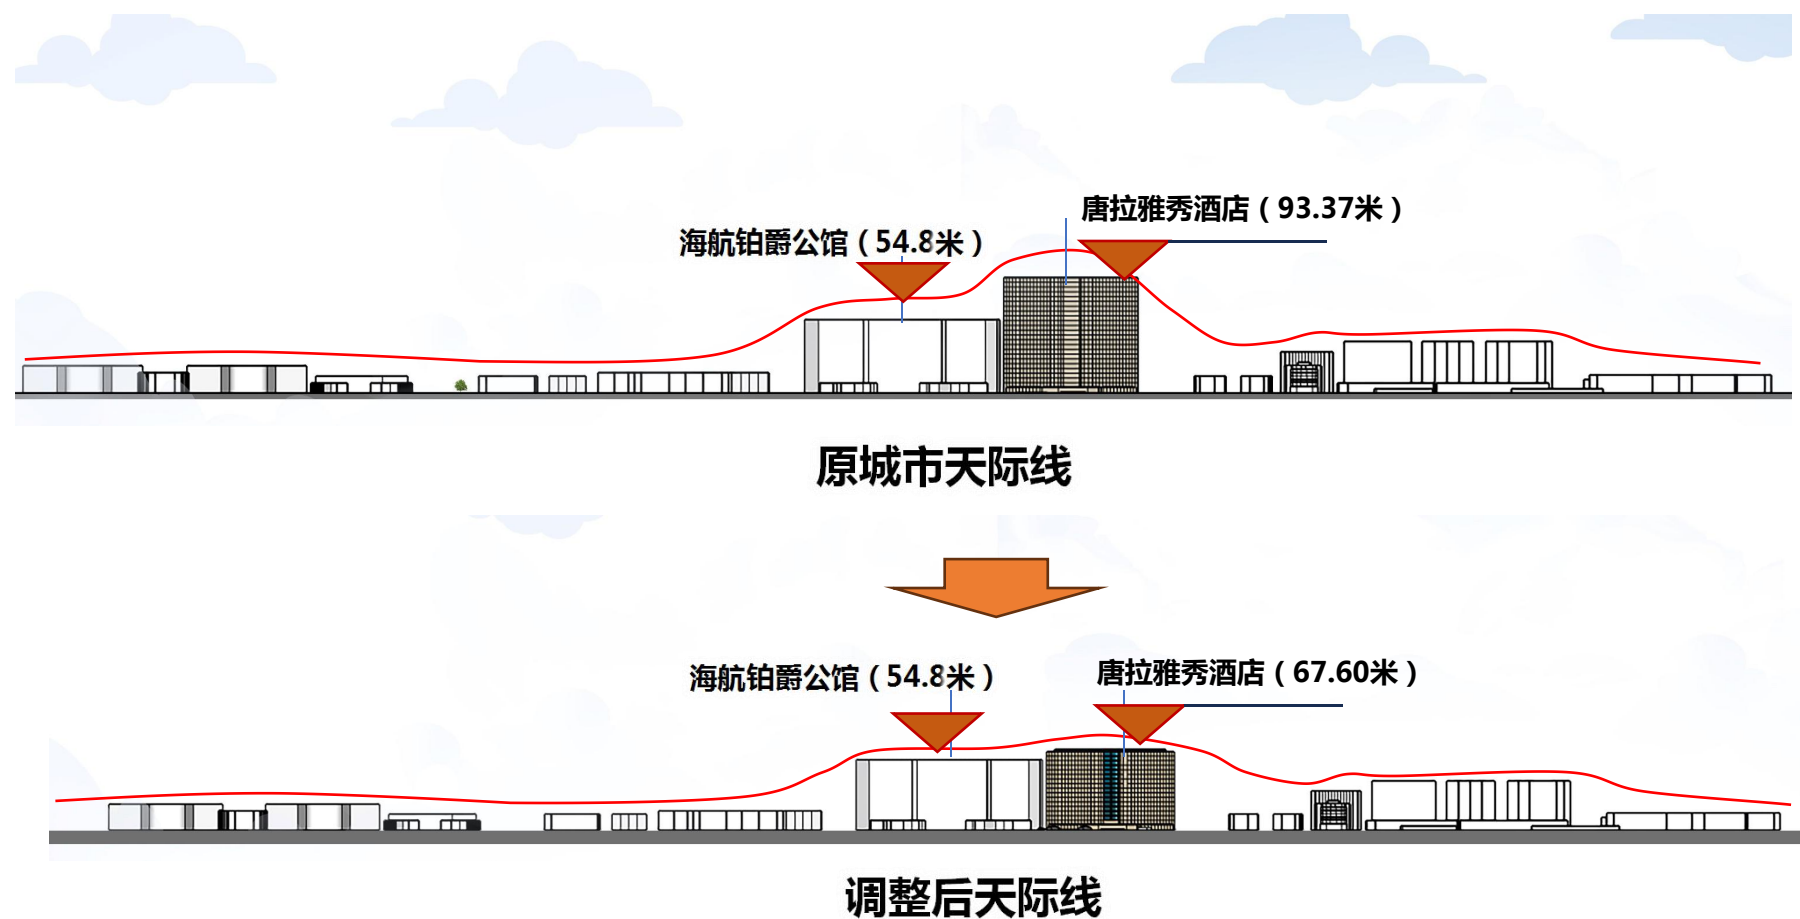 唐拉雅秀酒店（93.37米）
海航铂爵公馆（54.8米）
原城市天际线
唐拉雅秀酒店（67.60米）
海航铂爵公馆（54.8米）
调整后天际线